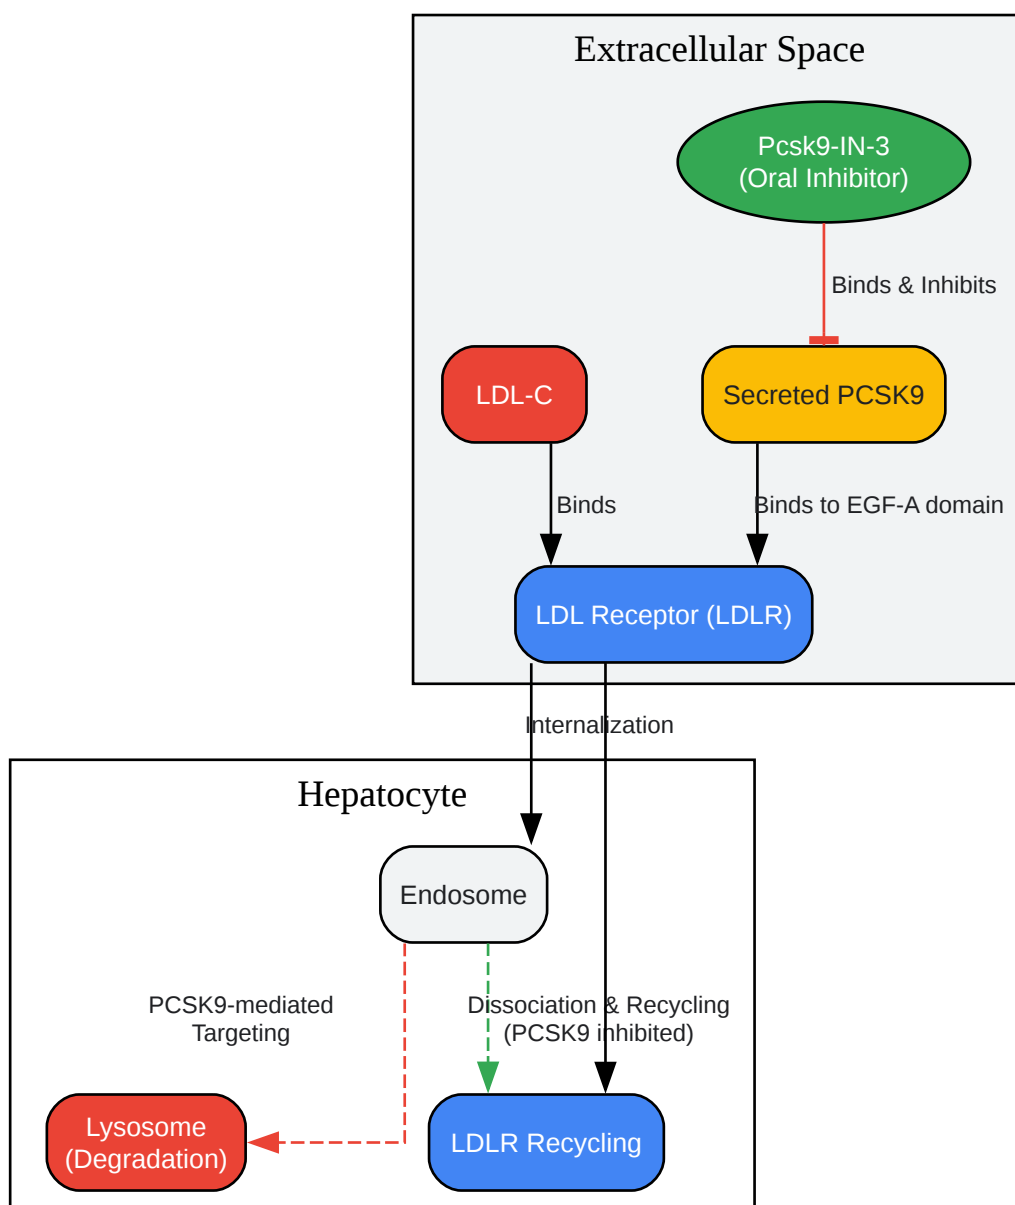 Extracellular Space
Pcsk9-IN-3
(Oral Inhibitor)
Binds & Inhibits
LDL-C
Secreted PCSK9
Binds
Binds to EGF-A domain
LDL Receptor (LDLR)
Internalization
Hepatocyte
Endosome
PCSK9-mediated
Targeting
Dissociation & Recycling
(PCSK9 inhibited)
Lysosome
(Degradation)
LDLR Recycling